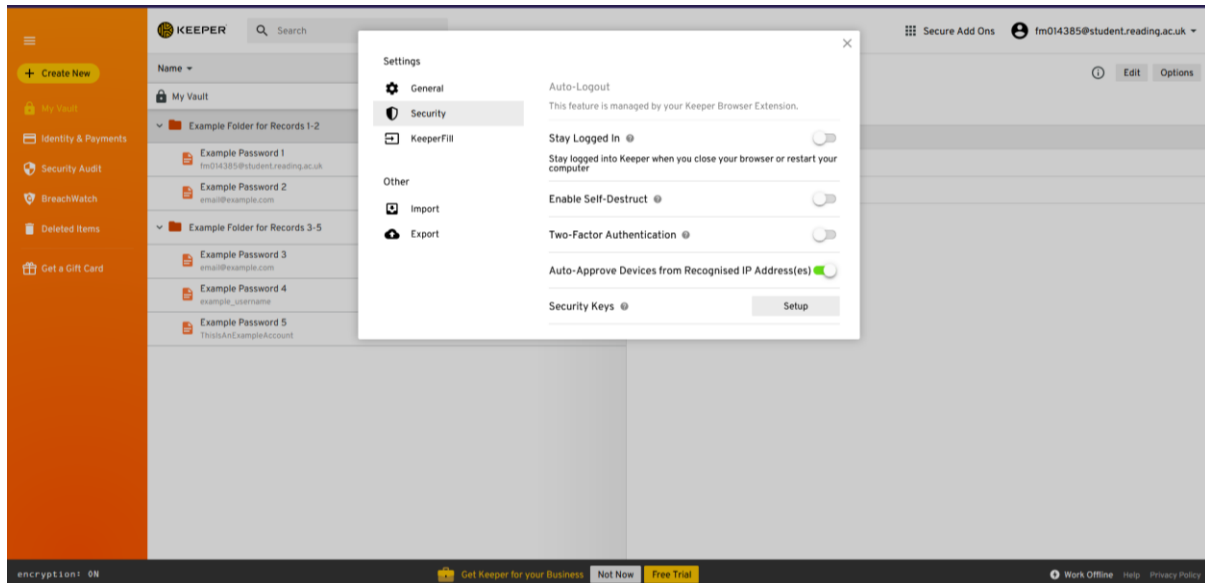 KEEPER
Search
Secure Add Ons
fm014385@student.reading.ac.uk
Create New
My Vault
Identity & Payments
Security Audit
BreachWatch
Deleted Items
Get a Gift Card
Name
My Vault
Example Folder for Records 1-2
Example Password 1
fm014385@student.reading.ac.uk
Example Password 2
email@example.com
Example Folder for Records 3-5
Example Password 3
email@example.com
Example Password 4
example_username
Example Password 5
ThisIsAnExampleAccount
Edit
Options
Settings
General
Security
KeeperFill
Other
Import
Export
Auto-Logout
This feature is managed by your Keeper Browser Extension.
Stay Logged In
Stay logged into Keeper when you close your browser or restart your
computer
Enable Self-Destruct
Two-Factor Authentication
Auto-Approve Devices from Recognised IP Address(es)
Security Keys
Setup
encryption: ON
Get Keeper for your Business
Not Now
Free Trial
Work Offline
Help
Privacy Policy